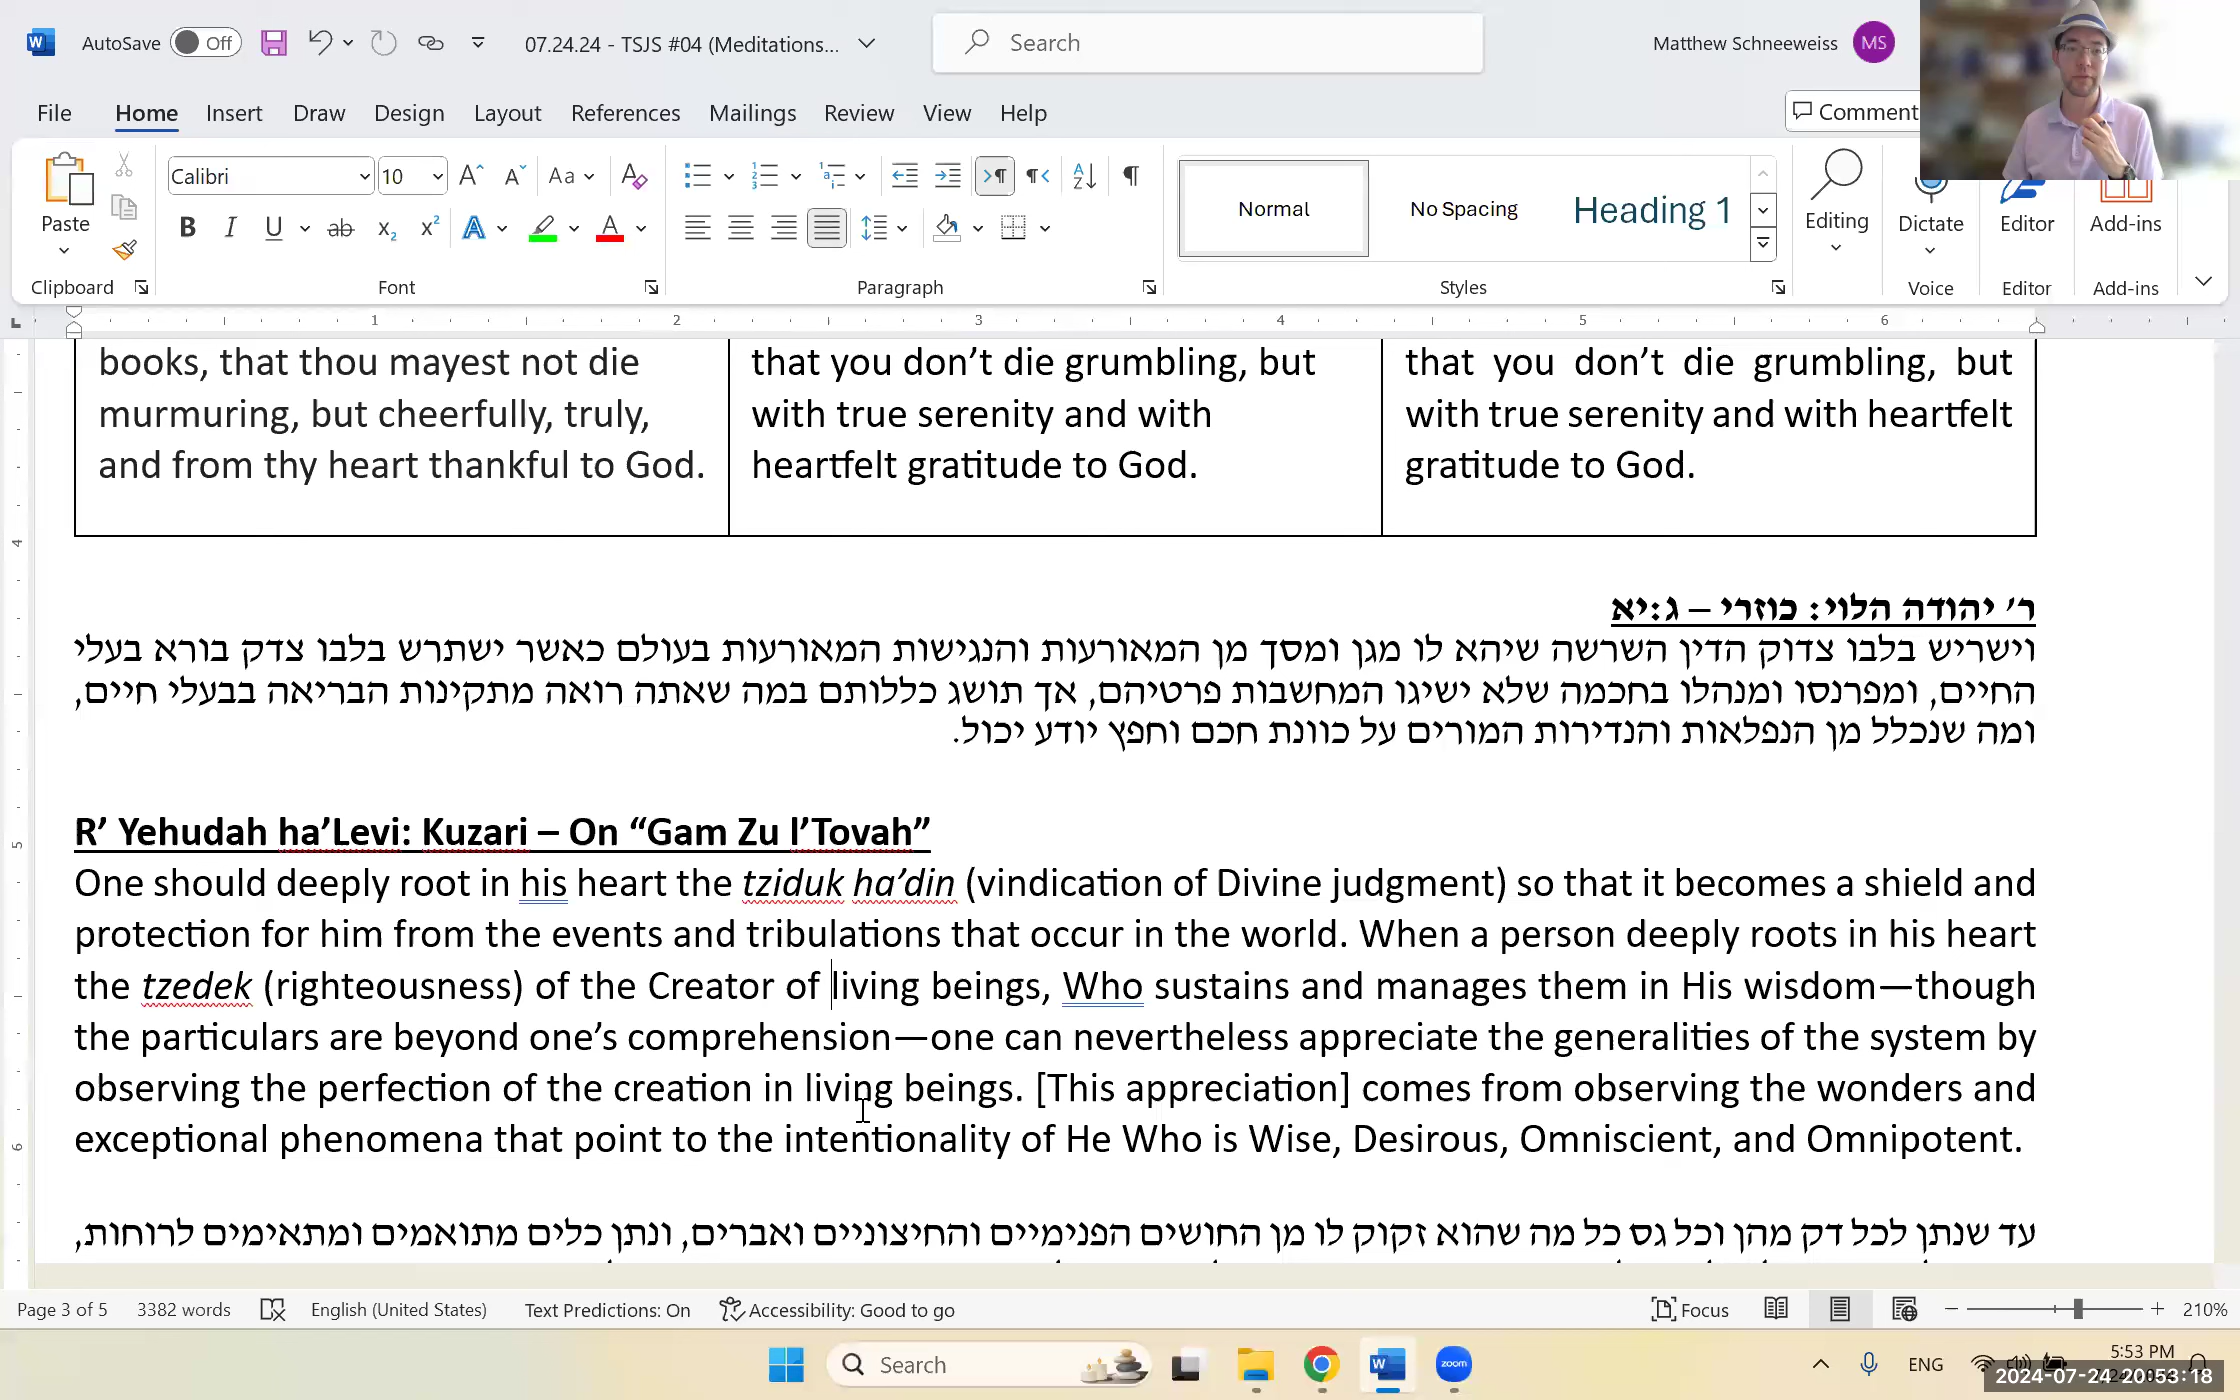 AutoSave Off
07.24.24 - TSJS #04 (Meditations...
Search
Matthew Schneeweiss MS
File Home Insert Draw Design Layout References Mailings Review View Help
Comment
Paste
Clipboard
Calibri 10
Font
Paragraph
Normal
No Spacing
Heading 1
Styles
Editing
Dictate
Voice
Editor
Editor
Add-ins
Add-ins
1 2 3 4 5 6
books, that thou mayest not die
murmuring, but cheerfully, truly,
and from thy heart thankful to God.
that you don’t die grumbling, but
with true serenity and with
heartfelt gratitude to God.
that you don’t die grumbling, but
with true serenity and with heartfelt
gratitude to God.
ר׳ יהודה הלוי: כוזרי – ג:יא
וישריש בלבו צדוק הדין השרשה שיהא לו מגן ומסך מן המאורעות והנגישות המאורעות בעולם כאשר ישתרש בלבו צדק בורא בעלי
החיים, ומפרנסו ומנהלו בחכמה שלא ישיגו המחשבות פרטיהם, אך תושג כללותם במה שאתה רואה מתקינות הבריאה בבעלי חיים,
ומה שנכלל מן הנפלאות והנדירות המורים על כוונת חכם וחפץ יודע יכול.
R’ Yehudah ha’Levi: Kuzari – On “Gam Zu l’Tovah”
One should deeply root in his heart the tziduk ha’din (vindication of Divine judgment) so that it becomes a shield and
protection for him from the events and tribulations that occur in the world. When a person deeply roots in his heart
the tzedek (righteousness) of the Creator of living beings, Who sustains and manages them in His wisdom—though
the particulars are beyond one’s comprehension—one can nevertheless appreciate the generalities of the system by
observing the perfection of the creation in living beings. [This appreciation] comes from observing the wonders and
exceptional phenomena that point to the intentionality of He Who is Wise, Desirous, Omniscient, and Omnipotent.
עד שנתן לכל דק מהן וכל גס כל מה שהוא זקוק לו מן החושים הפנימיים והחיצוניים ואברים, ונתן כלים מתואמים ומתאימים לרוחות,
Page 3 of 5 3382 words English (United States) Text Predictions: On Accessibility: Good to go Focus 210%
Search
zoom
ENG
5:53 PM
2024-07-24 20:53:18